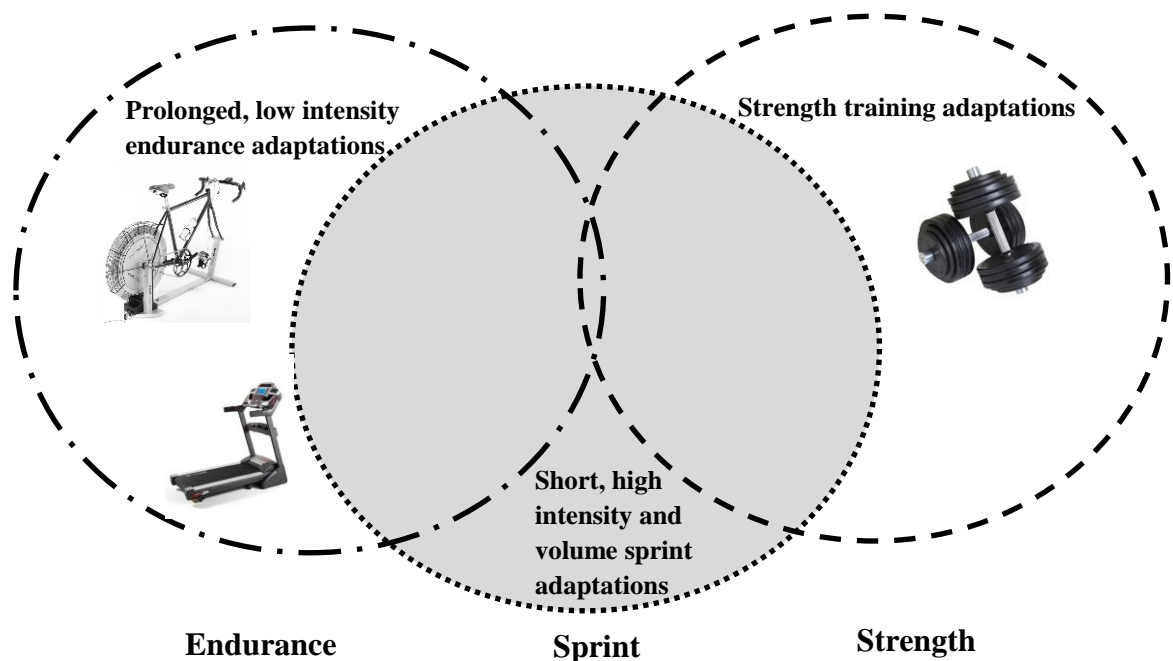 Prolonged, low intensity
endurance adaptations
Strength training adaptations
Short, high
intensity and
volume sprint
adaptations
Endurance
Sprint
Strength